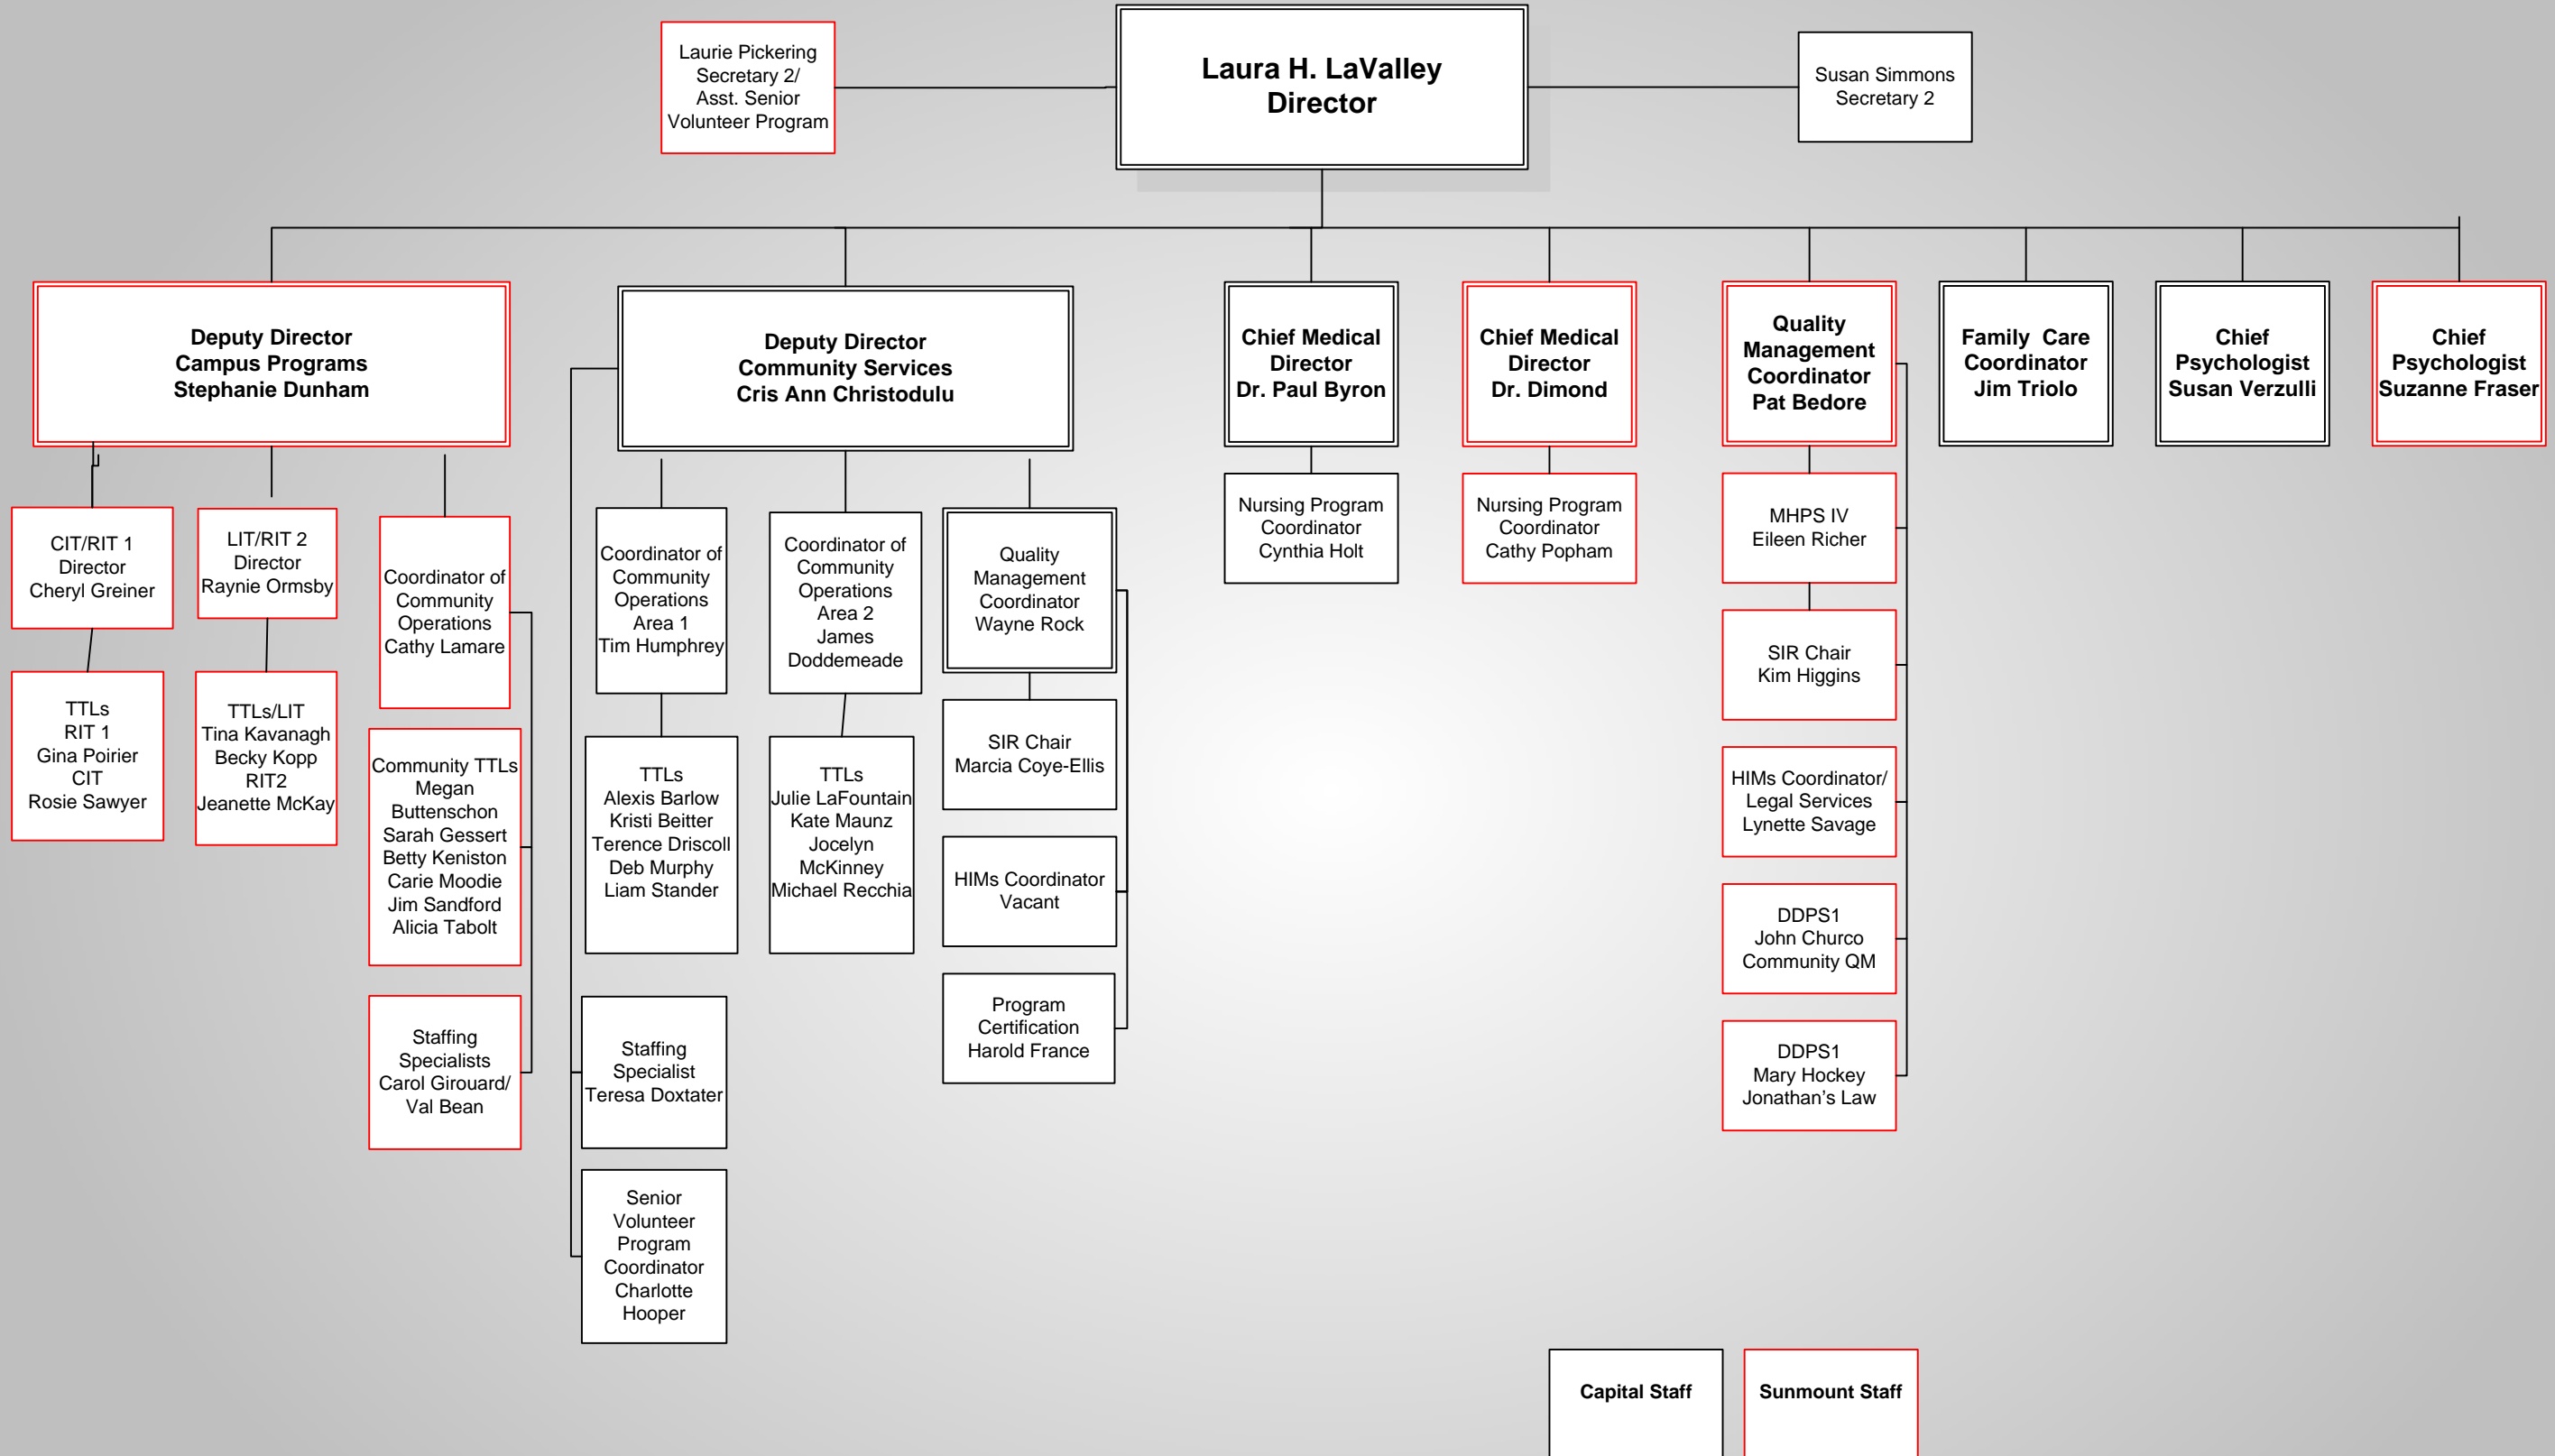 Laurie Pickering
Secretary 2/
Asst. Senior
Volunteer Program
Laura H. LaValley
Director
Susan Simmons
Secretary 2
Deputy Director
Campus Programs
Stephanie Dunham
Deputy Director
Community Services
Cris Ann Christodulu
Chief Medical
Director
Dr. Paul Byron
Chief Medical
Director
Dr. Dimond
Quality
Management
Coordinator
Pat Bedore
Family  Care
Coordinator
Jim Triolo
Chief
Psychologist
Susan Verzulli
Chief
Psychologist
Suzanne Fraser
CIT/RIT 1
Director
Cheryl Greiner
LIT/RIT 2
Director
Raynie Ormsby
Coordinator of
Community
Operations
Cathy Lamare
Coordinator of
Community
Operations
Area 1
Tim Humphrey
Coordinator of
Community
Operations
Area 2
James
Doddemeade
Quality
Management
Coordinator
Wayne Rock
Nursing Program
Coordinator
Cynthia Holt
Nursing Program
Coordinator
Cathy Popham
MHPS IV
Eileen Richer
SIR Chair
Kim Higgins
TTLs
RIT 1
Gina Poirier
CIT
Rosie Sawyer
TTLs/LIT
Tina Kavanagh
Becky Kopp
RIT2
Jeanette McKay
Community TTLs
Megan
Buttenschon
Sarah Gessert
Betty Keniston
Carie Moodie
Jim Sandford
Alicia Tabolt
TTLs
Alexis Barlow
Kristi Beitter
Terence Driscoll
Deb Murphy
Liam Stander
TTLs
Julie LaFountain
Kate Maunz
Jocelyn
McKinney
Michael Recchia
SIR Chair
Marcia Coye-Ellis
HIMs Coordinator
Vacant
HIMs Coordinator/
Legal Services
Lynette Savage
DDPS1
John Churco
Community QM
Staffing
Specialists
Carol Girouard/
Val Bean
Staffing
Specialist
Teresa Doxtater
Program
Certification
Harold France
DDPS1
Mary Hockey
Jonathan’s Law
Senior
Volunteer
Program
Coordinator
Charlotte
Hooper
Capital Staff
Sunmount Staff